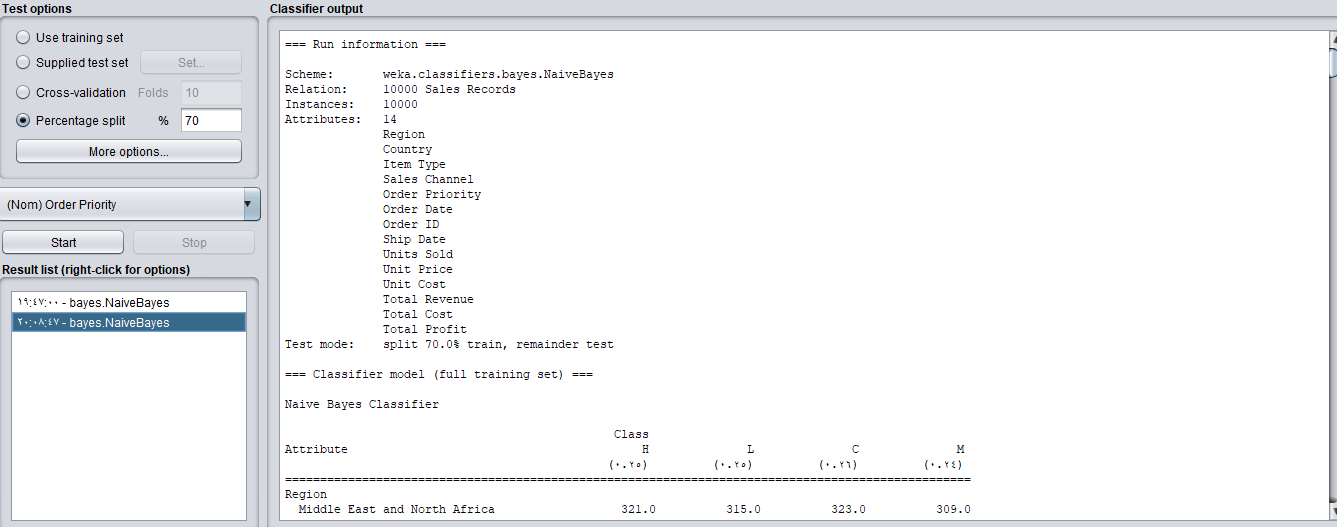 Test options
Use training set
Supplied test set Set...
Cross-validation Folds 10
Percentage split % 70
More options...
(Nom) Order Priority
Start Stop
Result list (right-click for options)
١٩:٤٧:٠٠ - bayes.NaiveBayes
٢٠:٠٨:٤٧ - bayes.NaiveBayes
Classifier output
=== Run information ===
Scheme: weka.classifiers.bayes.NaiveBayes
Relation: 10000 Sales Records
Instances: 10000
Attributes: 14
Region
Country
Item Type
Sales Channel
Order Priority
Order Date
Order ID
Ship Date
Units Sold
Unit Price
Unit Cost
Total Revenue
Total Cost
Total Profit
Test mode: split 70.0% train, remainder test
=== Classifier model (full training set) ===
Naive Bayes Classifier
Class
Attribute H L C M
(٠.٢٥) (٠.٢٥) (٠.٢٦) (٠.٢٤)
==================================================================================================
Region
Middle East and North Africa 321.0 315.0 323.0 309.0